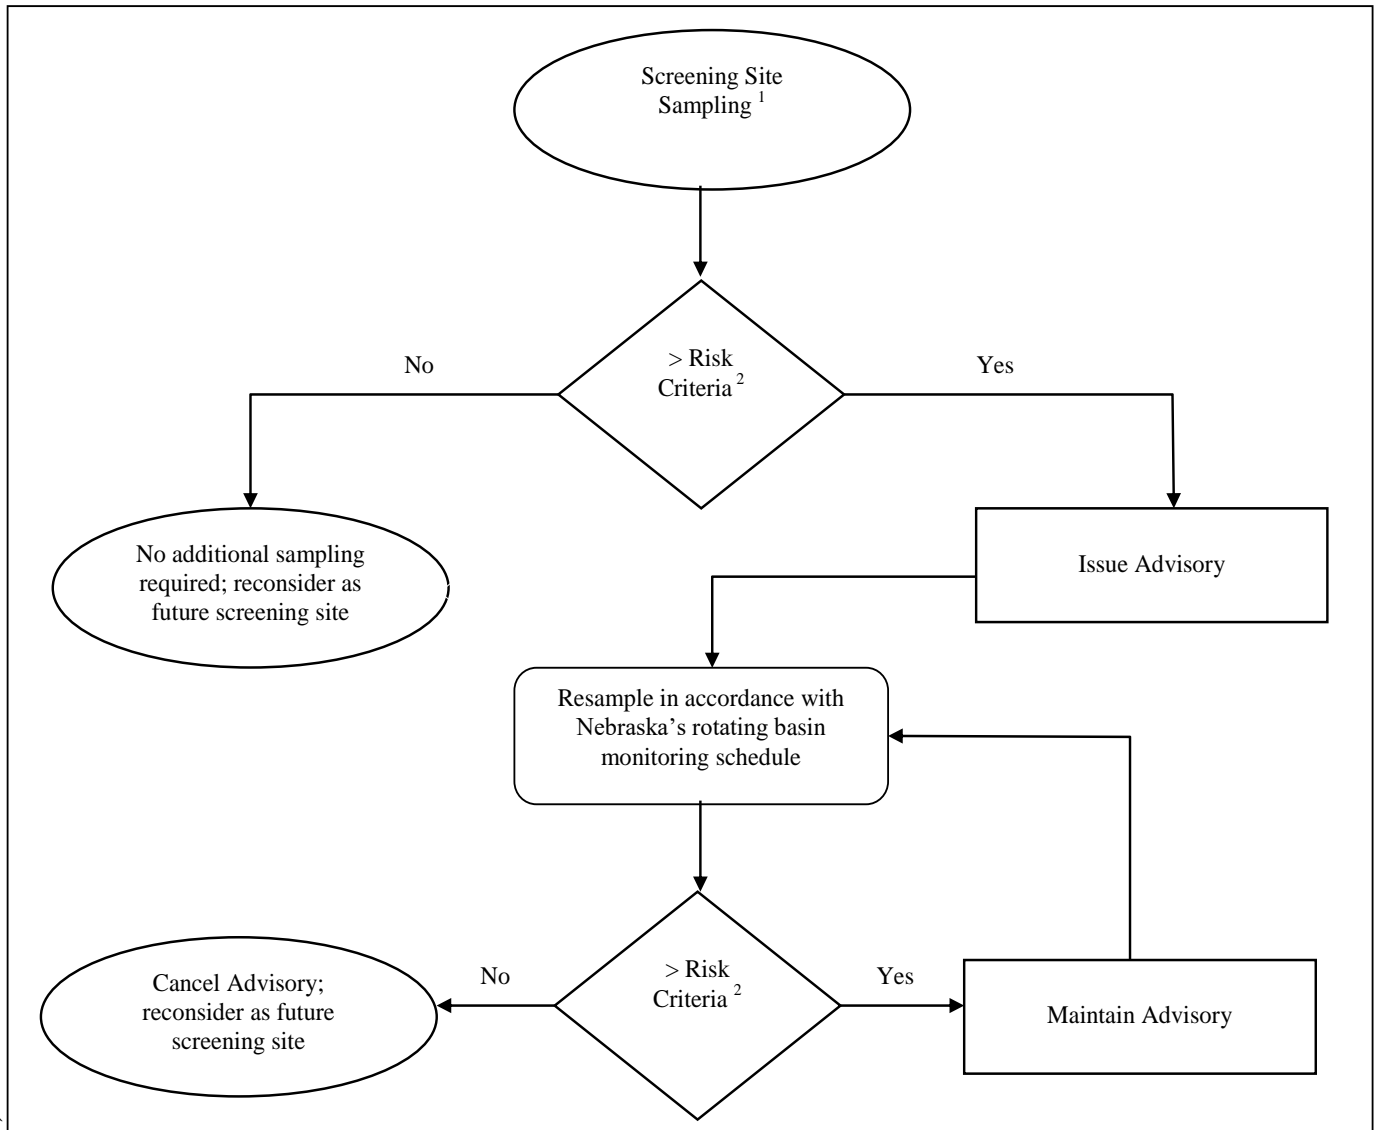 Screening Site
Sampling 1
> Risk
Criteria 2
No
Yes
No additional sampling
required; reconsider as
future screening site
Issue Advisory
Resample in accordance with
Nebraska's rotating basin
monitoring schedule
> Risk
Criteria 2
No
Yes
Cancel Advisory;
reconsider as future
screening site
Maintain Advisory